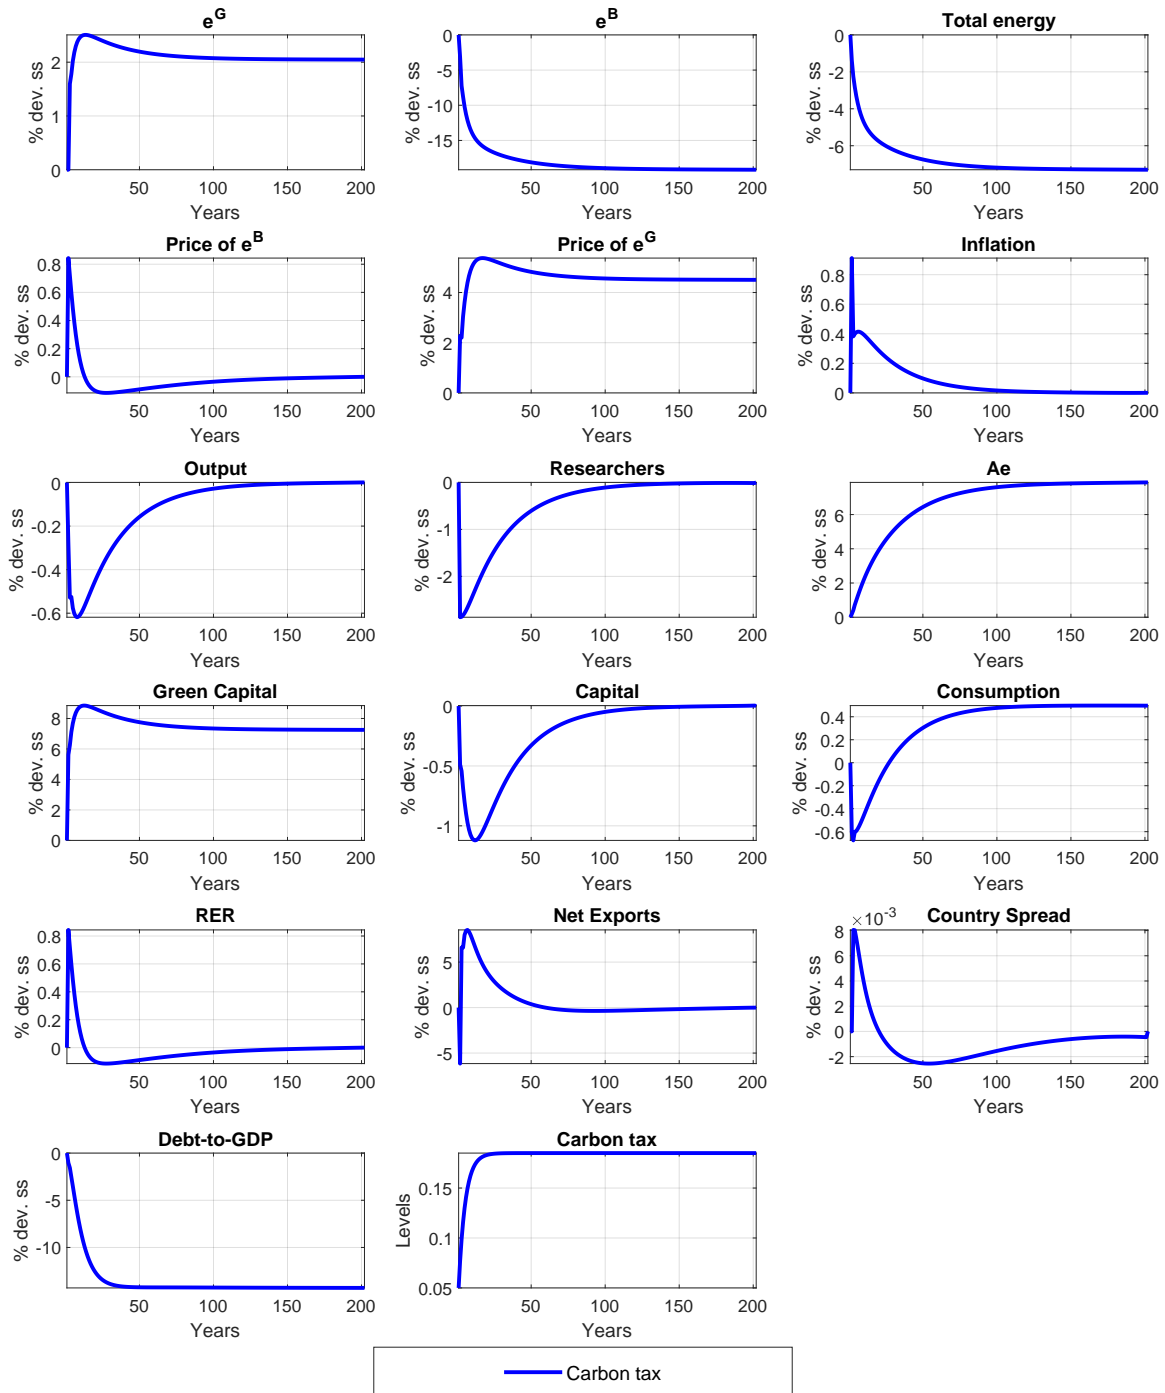 e^G
% dev. ss
2
1
0
50 100 150 200
Years
e^B
% dev. ss
0
-5
-10
-15
50 100 150 200
Years
Total energy
% dev. ss
0
-2
-4
-6
50 100 150 200
Years
Price of e^B
% dev. ss
0.8
0.6
0.4
0.2
0
50 100 150 200
Years
Price of e^G
% dev. ss
4
2
0
50 100 150 200
Years
Inflation
% dev. ss
0.8
0.6
0.4
0.2
0
50 100 150 200
Years
Output
% dev. ss
0
-0.2
-0.4
-0.6
50 100 150 200
Years
Researchers
% dev. ss
0
-1
-2
50 100 150 200
Years
Ae
% dev. ss
6
4
2
0
50 100 150 200
Years
Green Capital
% dev. ss
8
6
4
2
0
50 100 150 200
Years
Capital
% dev. ss
0
-0.5
-1
50 100 150 200
Years
Consumption
% dev. ss
0.4
0.2
0
-0.2
-0.4
-0.6
50 100 150 200
Years
RER
% dev. ss
0.8
0.6
0.4
0.2
0
50 100 150 200
Years
Net Exports
% dev. ss
5
0
-5
50 100 150 200
Years
Country Spread
×10^-3
% dev. ss
8
6
4
2
0
-2
50 100 150 200
Years
Debt-to-GDP
% dev. ss
0
-5
-10
50 100 150 200
Years
Carbon tax
Levels
0.15
0.1
0.05
50 100 150 200
Years
Carbon tax